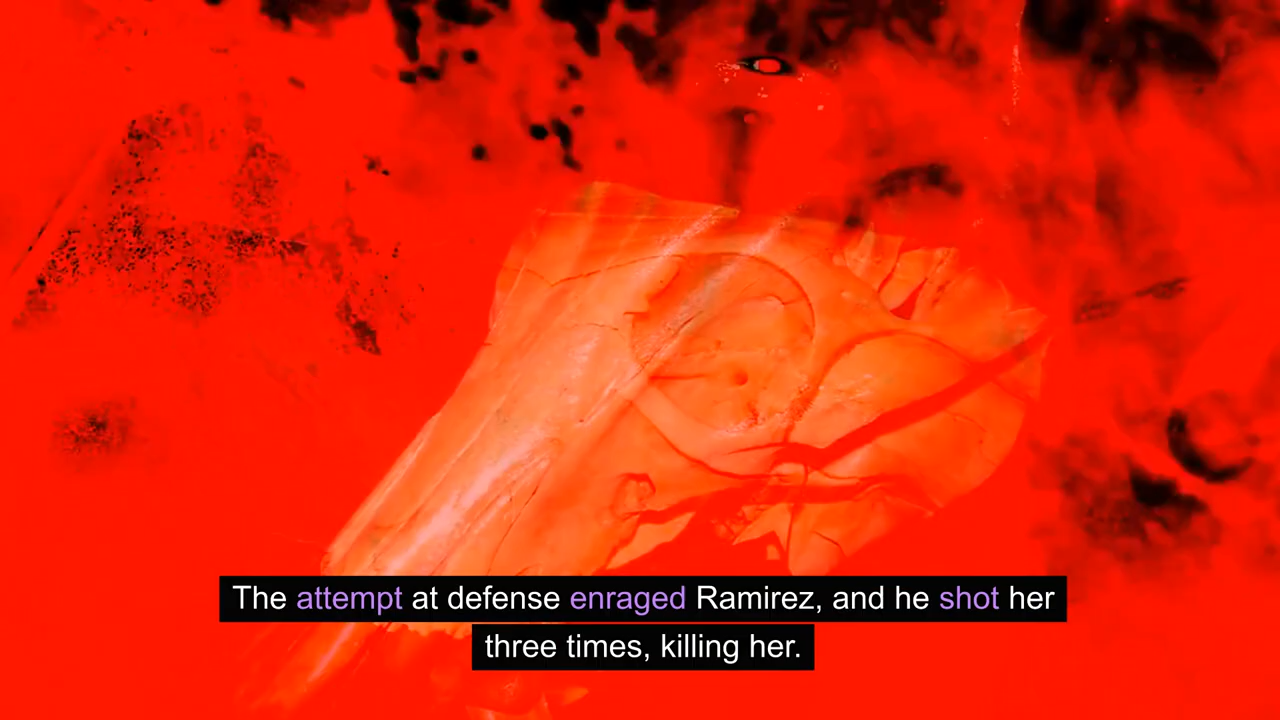 The attempt at defense enraged Ramirez, and he shot her
three times, killing her.